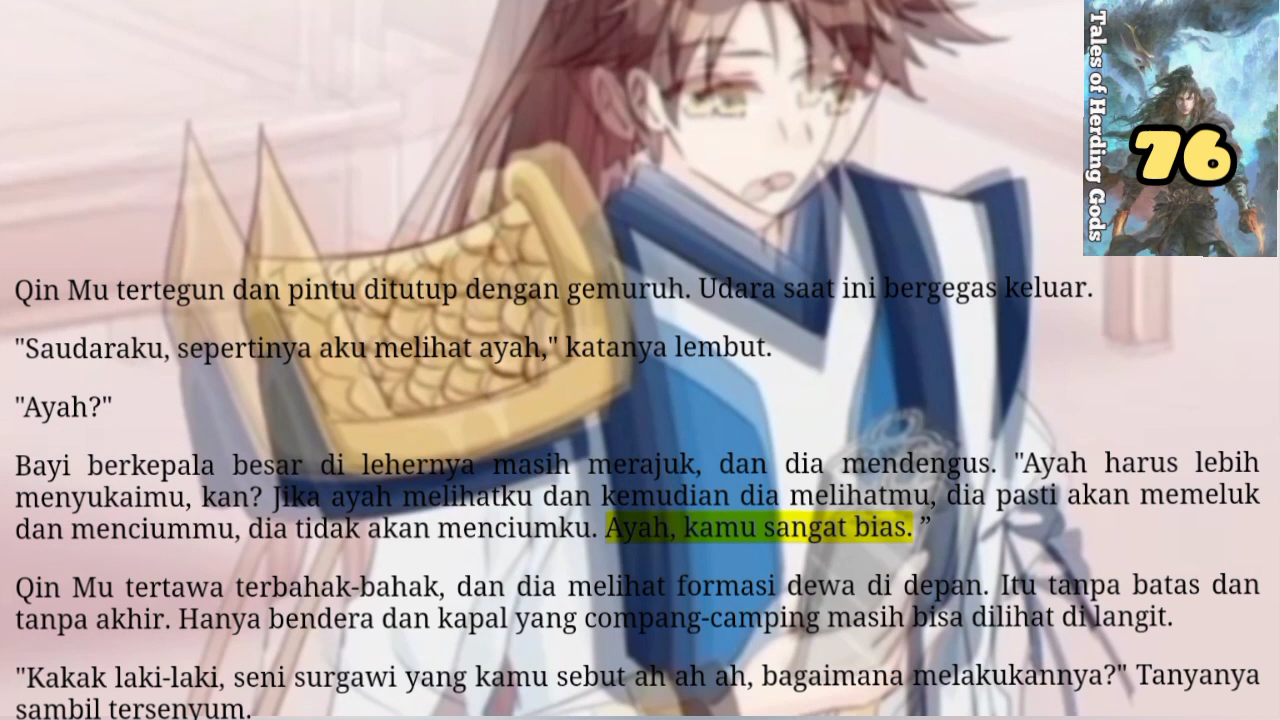 Tales of Herding Gods
76
Qin Mu tertegun dan pintu ditutup dengan gemuruh. Udara saat ini bergegas keluar.
"Saudaraku, sepertinya aku melihat ayah," katanya lembut.
"Ayah?"
Bayi berkepala besar di lehernya masih merajuk, dan dia mendengus. "Ayah harus lebih
menyukaimu, kan? Jika ayah melihatku dan kemudian dia melihatmu, dia pasti akan memeluk
dan menciummu, dia tidak akan menciumku. Ayah, kamu sangat bias. ”
Qin Mu tertawa terbahak-bahak, dan dia melihat formasi dewa di depan. Itu tanpa batas dan
tanpa akhir. Hanya bendera dan kapal yang compang-camping masih bisa dilihat di langit.
"Kakak laki-laki, seni surgawi yang kamu sebut ah ah ah, bagaimana melakukannya?" Tanyanya
sambil tersenyum.